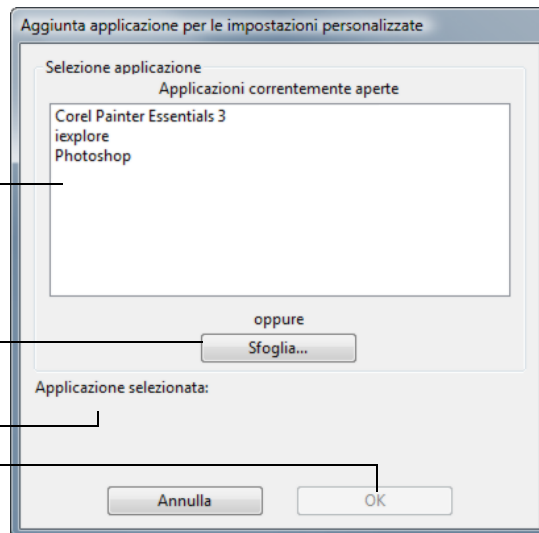 Aggiunta applicazione per le impostazioni personalizzate
Selezione applicazione
Applicazioni correntemente aperte
Corel Painter Essentials 3
iexplore
Photoshop
oppure
Sfoglia...
Applicazione selezionata:
Annulla
OK